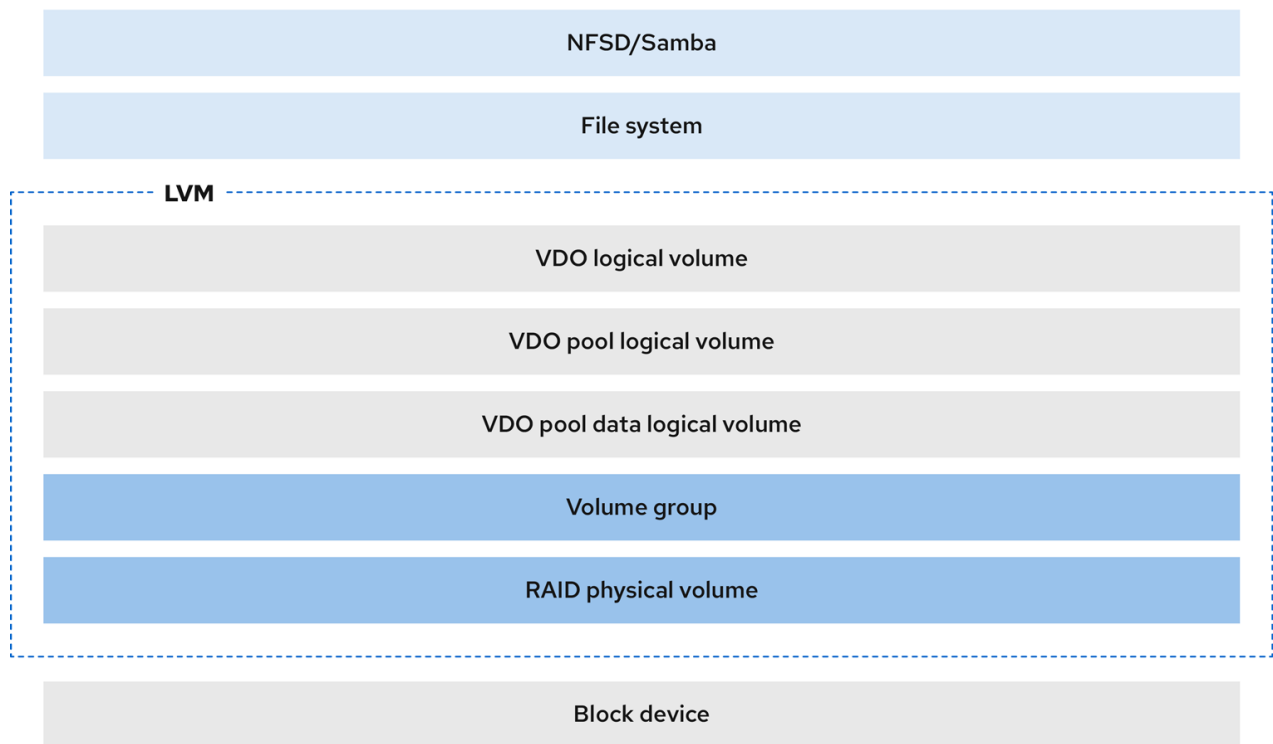 NFSD/Samba
File system
LVM
VDO logical volume
VDO pool logical volume
VDO pool data logical volume
Volume group
RAID physical volume
Block device